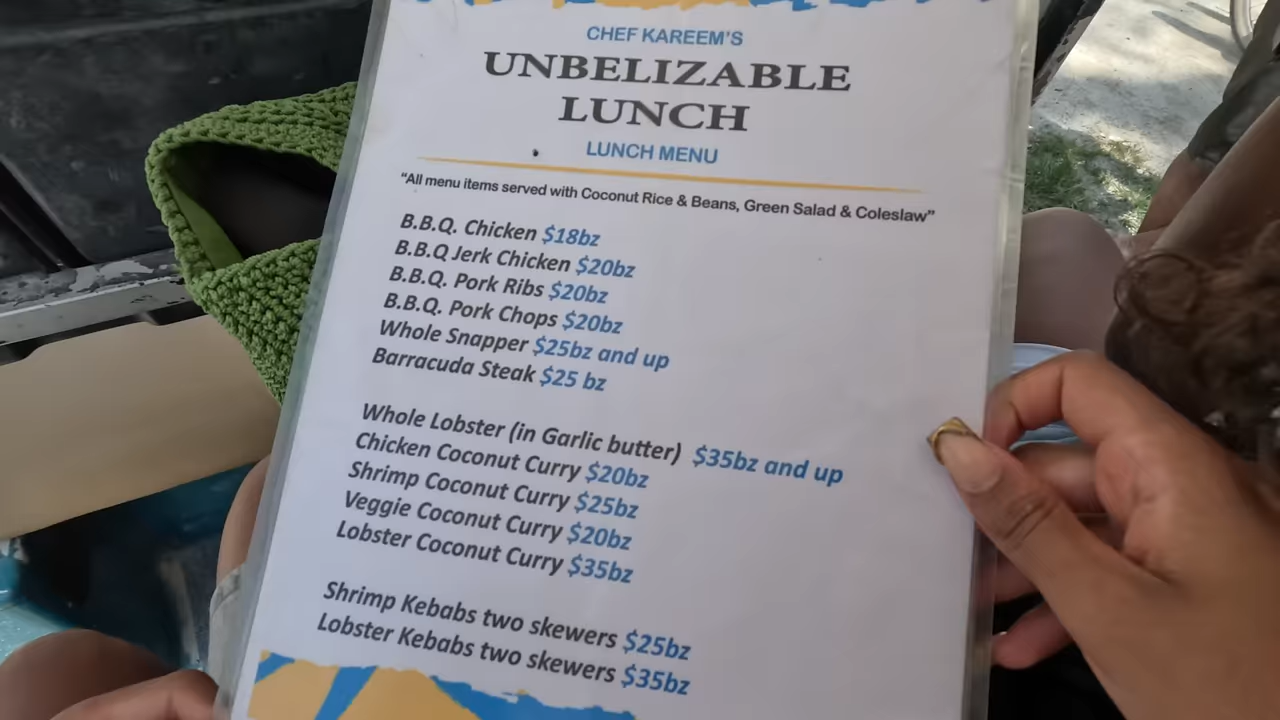 CHEF KAREEM'S
UNBELIZABLE
LUNCH
LUNCH MENU
"All menu items served with Coconut Rice & Beans, Green Salad & Coleslaw"
B.B.Q. Chicken $18bz
B.B.Q Jerk Chicken $20bz
B.B.Q. Pork Ribs $20bz
B.B.Q. Pork Chops $20bz
Whole Snapper $25bz and up
Barracuda Steak $25 bz
Whole Lobster (in Garlic butter) $35bz and up
Chicken Coconut Curry $20bz
Shrimp Coconut Curry $25bz
Veggie Coconut Curry $20bz
Lobster Coconut Curry $35bz
Shrimp Kebabs two skewers $25bz
Lobster Kebabs two skewers $35bz